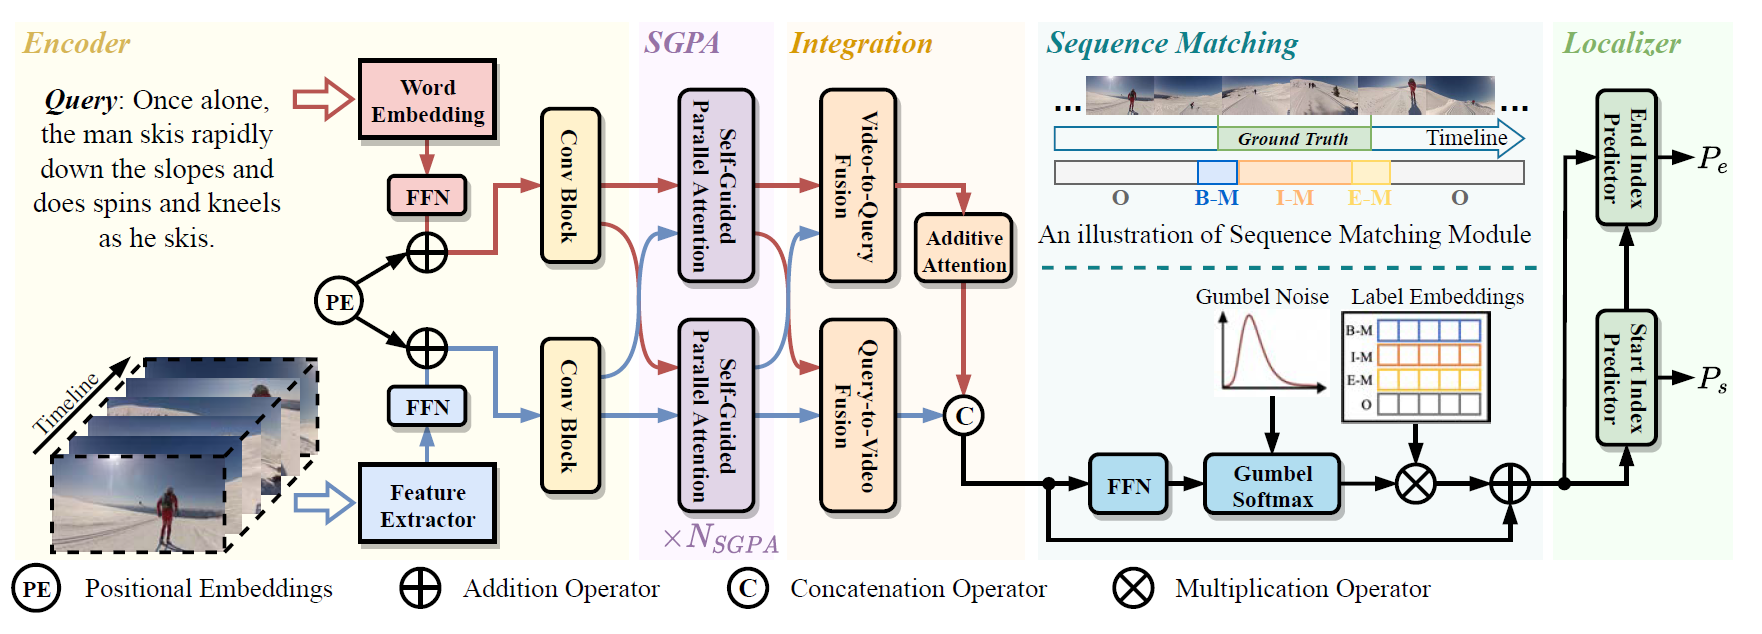 Encoder
SGPA
Integration
Sequence Matching
Localizer
Query: Once alone,
the man skis rapidly
down the slopes and
does spins and kneels
as he skis.
Word
Embedding
FFN
PE
Timeline
FFN
Feature
Extractor
Conv Block
Conv Block
Self-Guided
Parallel Attention
Self-Guided
Parallel Attention
×N_SGPA
Video-to-Query
Fusion
Query-to-Video
Fusion
Additive
Attention
C
...
...
Ground Truth
Timeline
O
B-M
I-M
E-M
O
An illustration of Sequence Matching Module
Gumbel Noise
Label Embeddings
B-M
I-M
E-M
O
FFN
Gumbel
Softmax
End Index
Predictor
P_e
Start Index
Predictor
P_s
PE
Positional Embeddings
Addition Operator
C
Concatenation Operator
Multiplication Operator